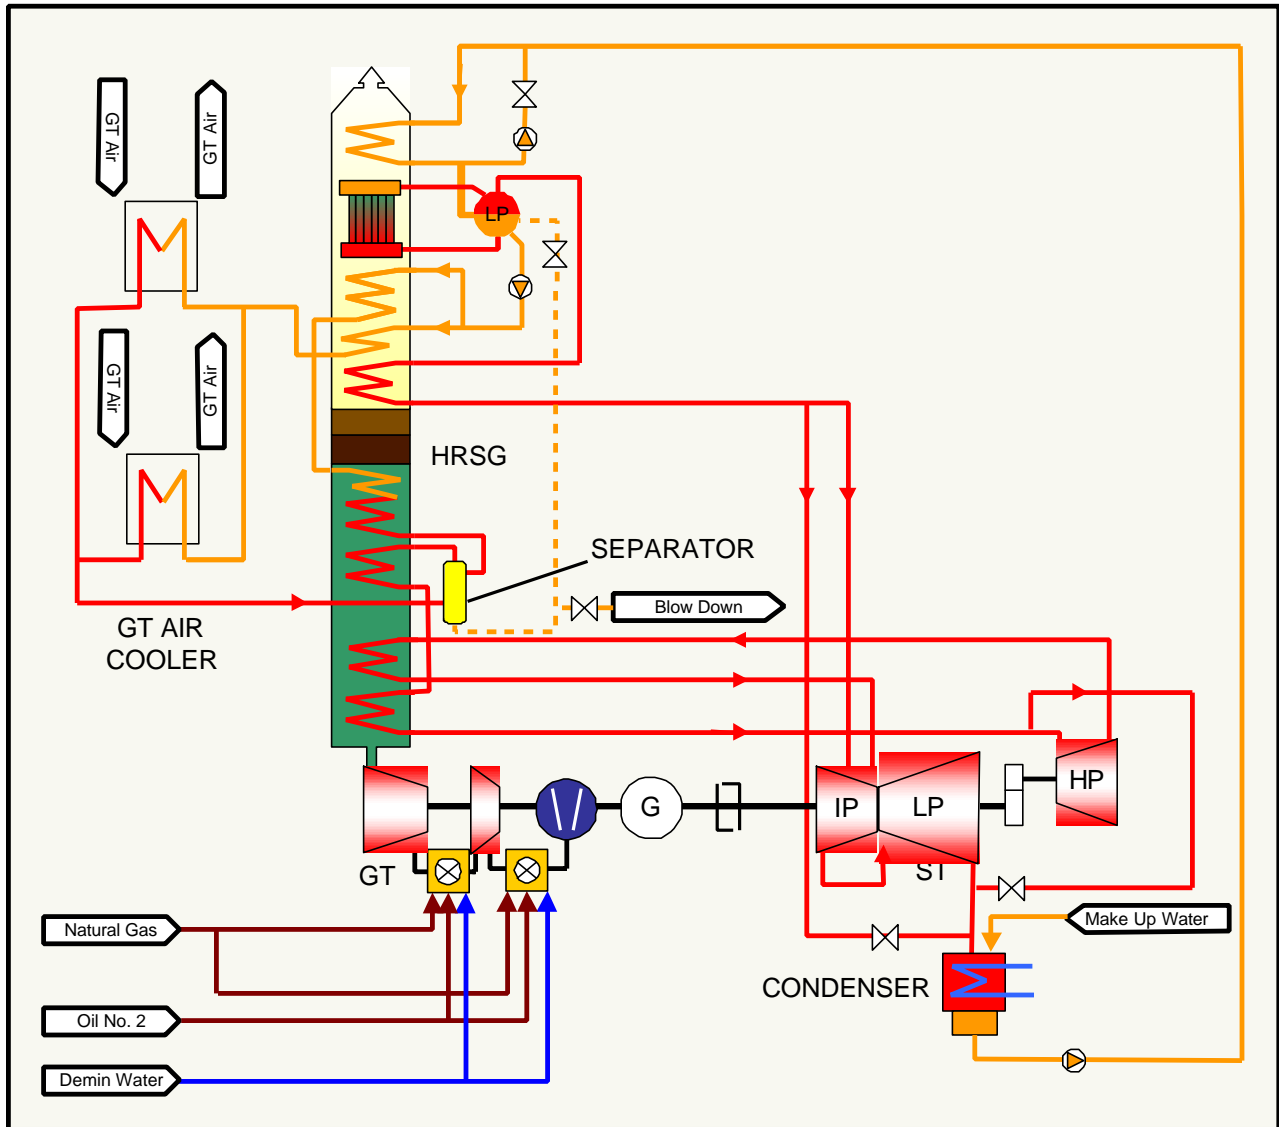 GT Air
GT Air
LP
GT Air
GT Air
HRSG
SEPARATOR
Blow Down
GT AIR
COOLER
HP
IP
LP
G
GT
ST
Natural Gas
Make Up Water
CONDENSER
Oil No. 2
Demin Water